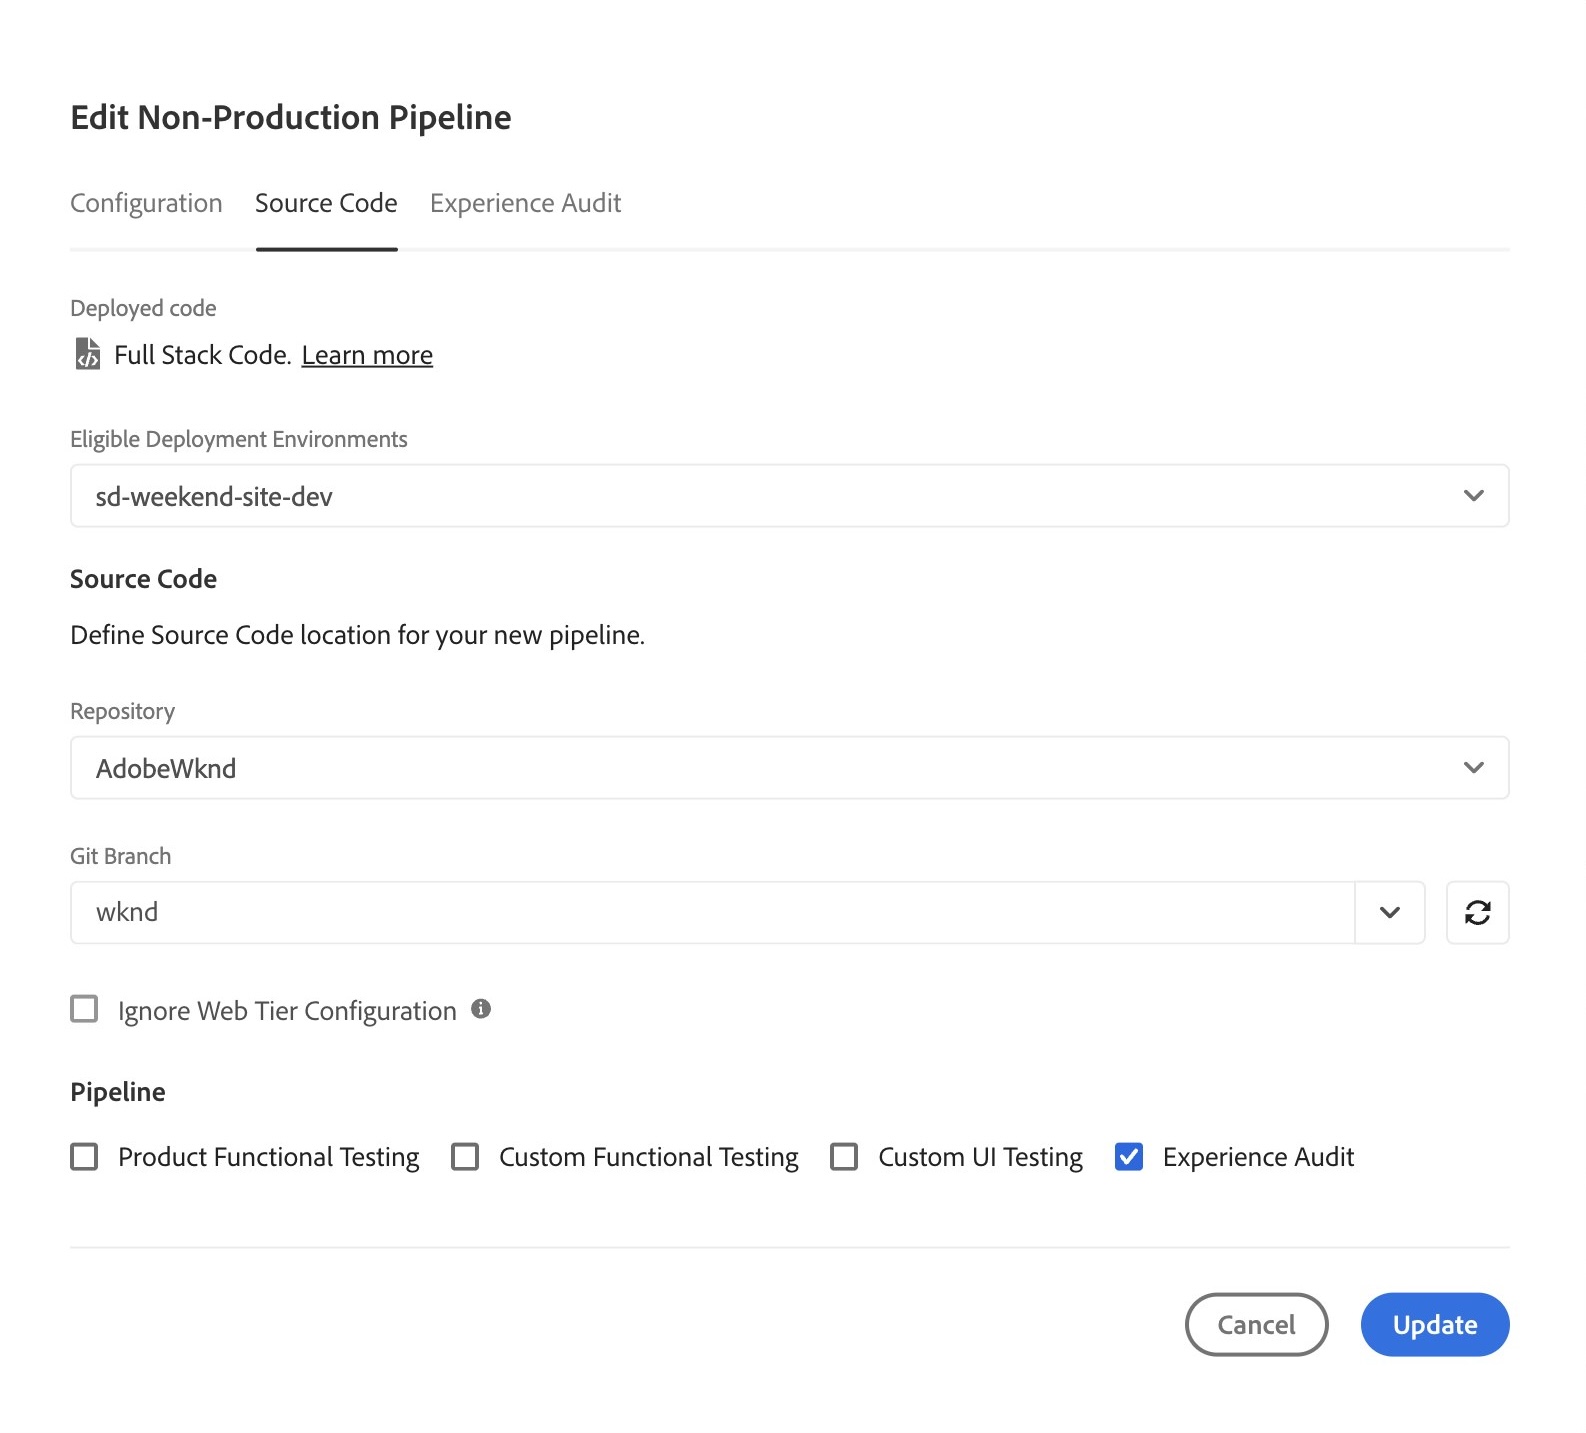 Edit Non-Production Pipeline
Configuration Source Code Experience Audit
Deployed code
Full Stack Code. Learn more
Eligible Deployment Environments
sd-weekend-site-dev
Source Code
Define Source Code location for your new pipeline.
Repository
AdobeWknd
Git Branch
wknd
Ignore Web Tier Configuration
Pipeline
Product Functional Testing Custom Functional Testing Custom UI Testing Experience Audit
Cancel Update